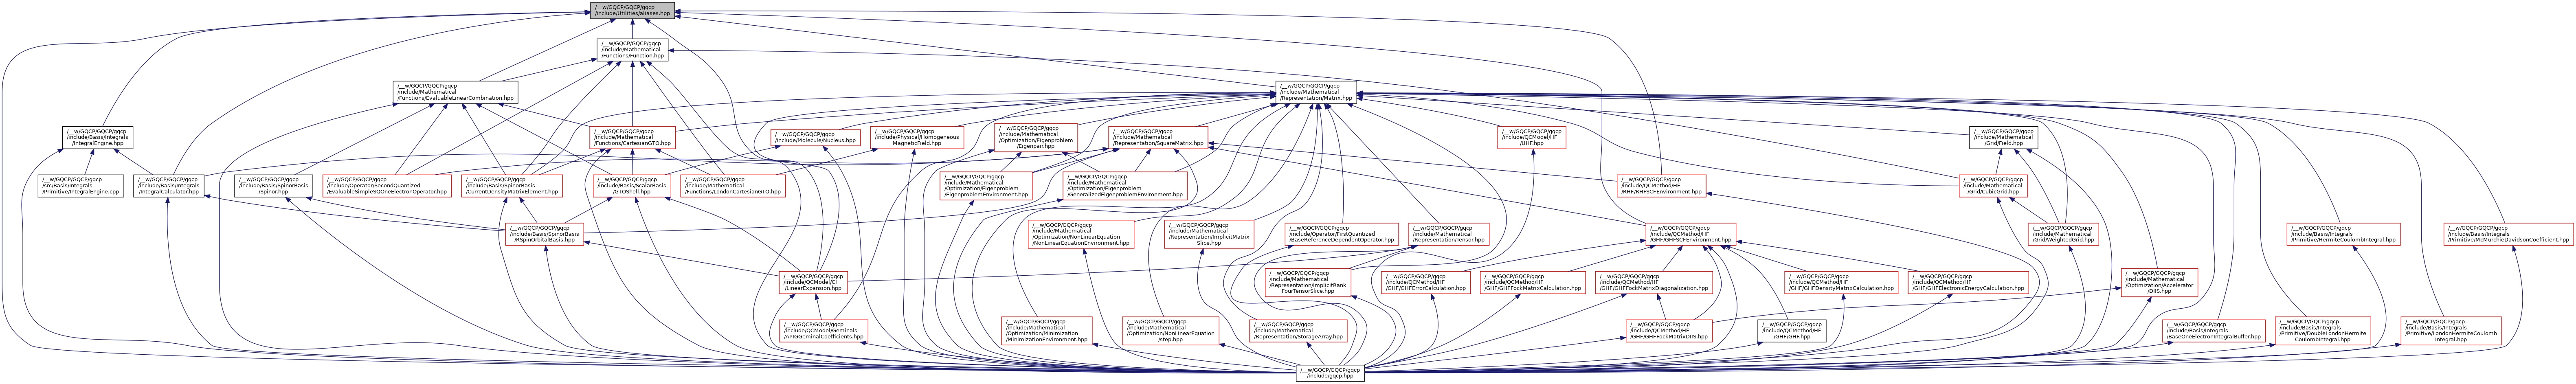 /__w/GQCP/GQCP/gqcp
/include/Utilities/aliases.hpp
/__w/GQCP/GQCP/gqcp
/include/Mathematical
/Functions/Function.hpp
/__w/GQCP/GQCP/gqcp
/include/Mathematical
/Functions/EvaluableLinearCombination.hpp
/__w/GQCP/GQCP/gqcp
/include/Mathematical
/Representation/Matrix.hpp
/__w/GQCP/GQCP/gqcp
/include/Basis/Integrals
/IntegralEngine.hpp
/__w/GQCP/GQCP/gqcp
/include/Mathematical
/Functions/CartesianGTO.hpp
/__w/GQCP/GQCP/gqcp
/include/Molecule/Nucleus.hpp
/__w/GQCP/GQCP/gqcp
/include/Physical/Homogeneous
MagneticField.hpp
/__w/GQCP/GQCP/gqcp
/include/Mathematical
/Optimization/Eigenproblem
/Eigenpair.hpp
/__w/GQCP/GQCP/gqcp
/include/Mathematical
/Representation/SquareMatrix.hpp
/__w/GQCP/GQCP/gqcp
/include/QCModel/HF
/UHF.hpp
/__w/GQCP/GQCP/gqcp
/include/Mathematical
/Grid/Field.hpp
/__w/GQCP/GQCP/gqcp
/src/Basis/Integrals
/Primitive/IntegralEngine.cpp
/__w/GQCP/GQCP/gqcp
/include/Basis/Integrals
/IntegralCalculator.hpp
/__w/GQCP/GQCP/gqcp
/include/Basis/SpinorBasis
/Spinor.hpp
/__w/GQCP/GQCP/gqcp
/include/Operator/SecondQuantized
/EvaluableSimpleSQOneElectronOperator.hpp
/__w/GQCP/GQCP/gqcp
/include/Basis/SpinorBasis
/CurrentDensityMatrixElement.hpp
/__w/GQCP/GQCP/gqcp
/include/Basis/ScalarBasis
/GTOShell.hpp
/__w/GQCP/GQCP/gqcp
/include/Mathematical
/Functions/LondonCartesianGTO.hpp
/__w/GQCP/GQCP/gqcp
/include/Mathematical
/Optimization/Eigenproblem
/EigenproblemEnvironment.hpp
/__w/GQCP/GQCP/gqcp
/include/Mathematical
/Optimization/Eigenproblem
/GeneralizedEigenproblemEnvironment.hpp
/__w/GQCP/GQCP/gqcp
/include/QCMethod/HF
/RHF/RHFSCFEnvironment.hpp
/__w/GQCP/GQCP/gqcp
/include/Mathematical
/Grid/CubicGrid.hpp
/__w/GQCP/GQCP/gqcp
/include/Basis/SpinorBasis
/RSpinOrbitalBasis.hpp
/__w/GQCP/GQCP/gqcp
/include/Mathematical
/Optimization/NonLinearEquation
/NonLinearEquationEnvironment.hpp
/__w/GQCP/GQCP/gqcp
/include/Mathematical
/Representation/ImplicitMatrix
Slice.hpp
/__w/GQCP/GQCP/gqcp
/include/Operator/FirstQuantized
/BaseReferenceDependentOperator.hpp
/__w/GQCP/GQCP/gqcp
/include/Mathematical
/Representation/Tensor.hpp
/__w/GQCP/GQCP/gqcp
/include/QCMethod/HF
/GHF/GHFSCFEnvironment.hpp
/__w/GQCP/GQCP/gqcp
/include/Mathematical
/Grid/WeightedGrid.hpp
/__w/GQCP/GQCP/gqcp
/include/Basis/Integrals
/Primitive/HermiteCoulombIntegral.hpp
/__w/GQCP/GQCP/gqcp
/include/Basis/Integrals
/Primitive/McMurchieDavidsonCoefficient.hpp
/__w/GQCP/GQCP/gqcp
/include/QCModel/CI
/LinearExpansion.hpp
/__w/GQCP/GQCP/gqcp
/include/Mathematical
/Representation/ImplicitRank
FourTensorSlice.hpp
/__w/GQCP/GQCP/gqcp
/include/QCMethod/HF
/GHF/GHFErrorCalculation.hpp
/__w/GQCP/GQCP/gqcp
/include/QCMethod/HF
/GHF/GHFFockMatrixCalculation.hpp
/__w/GQCP/GQCP/gqcp
/include/QCMethod/HF
/GHF/GHFFockMatrixDiagonalization.hpp
/__w/GQCP/GQCP/gqcp
/include/QCMethod/HF
/GHF/GHFDensityMatrixCalculation.hpp
/__w/GQCP/GQCP/gqcp
/include/QCMethod/HF
/GHF/GHFElectronicEnergyCalculation.hpp
/__w/GQCP/GQCP/gqcp
/include/Mathematical
/Optimization/Accelerator
/DIIS.hpp
/__w/GQCP/GQCP/gqcp
/include/QCModel/Geminals
/APIGGeminalCoefficients.hpp
/__w/GQCP/GQCP/gqcp
/include/Mathematical
/Optimization/Minimization
/MinimizationEnvironment.hpp
/__w/GQCP/GQCP/gqcp
/include/Mathematical
/Optimization/NonLinearEquation
/step.hpp
/__w/GQCP/GQCP/gqcp
/include/Mathematical
/Representation/StorageArray.hpp
/__w/GQCP/GQCP/gqcp
/include/QCMethod/HF
/GHF/GHFFockMatrixDIIS.hpp
/__w/GQCP/GQCP/gqcp
/include/QCModel/HF
/GHF/GHF.hpp
/__w/GQCP/GQCP/gqcp
/include/Basis/Integrals
/BaseOneElectronIntegralBuffer.hpp
/__w/GQCP/GQCP/gqcp
/include/Basis/Integrals
/Primitive/DoubleLondonHermite
CoulombIntegral.hpp
/__w/GQCP/GQCP/gqcp
/include/Basis/Integrals
/Primitive/LondonHermiteCoulomb
Integral.hpp
/__w/GQCP/GQCP/gqcp
/include/gqcp.hpp